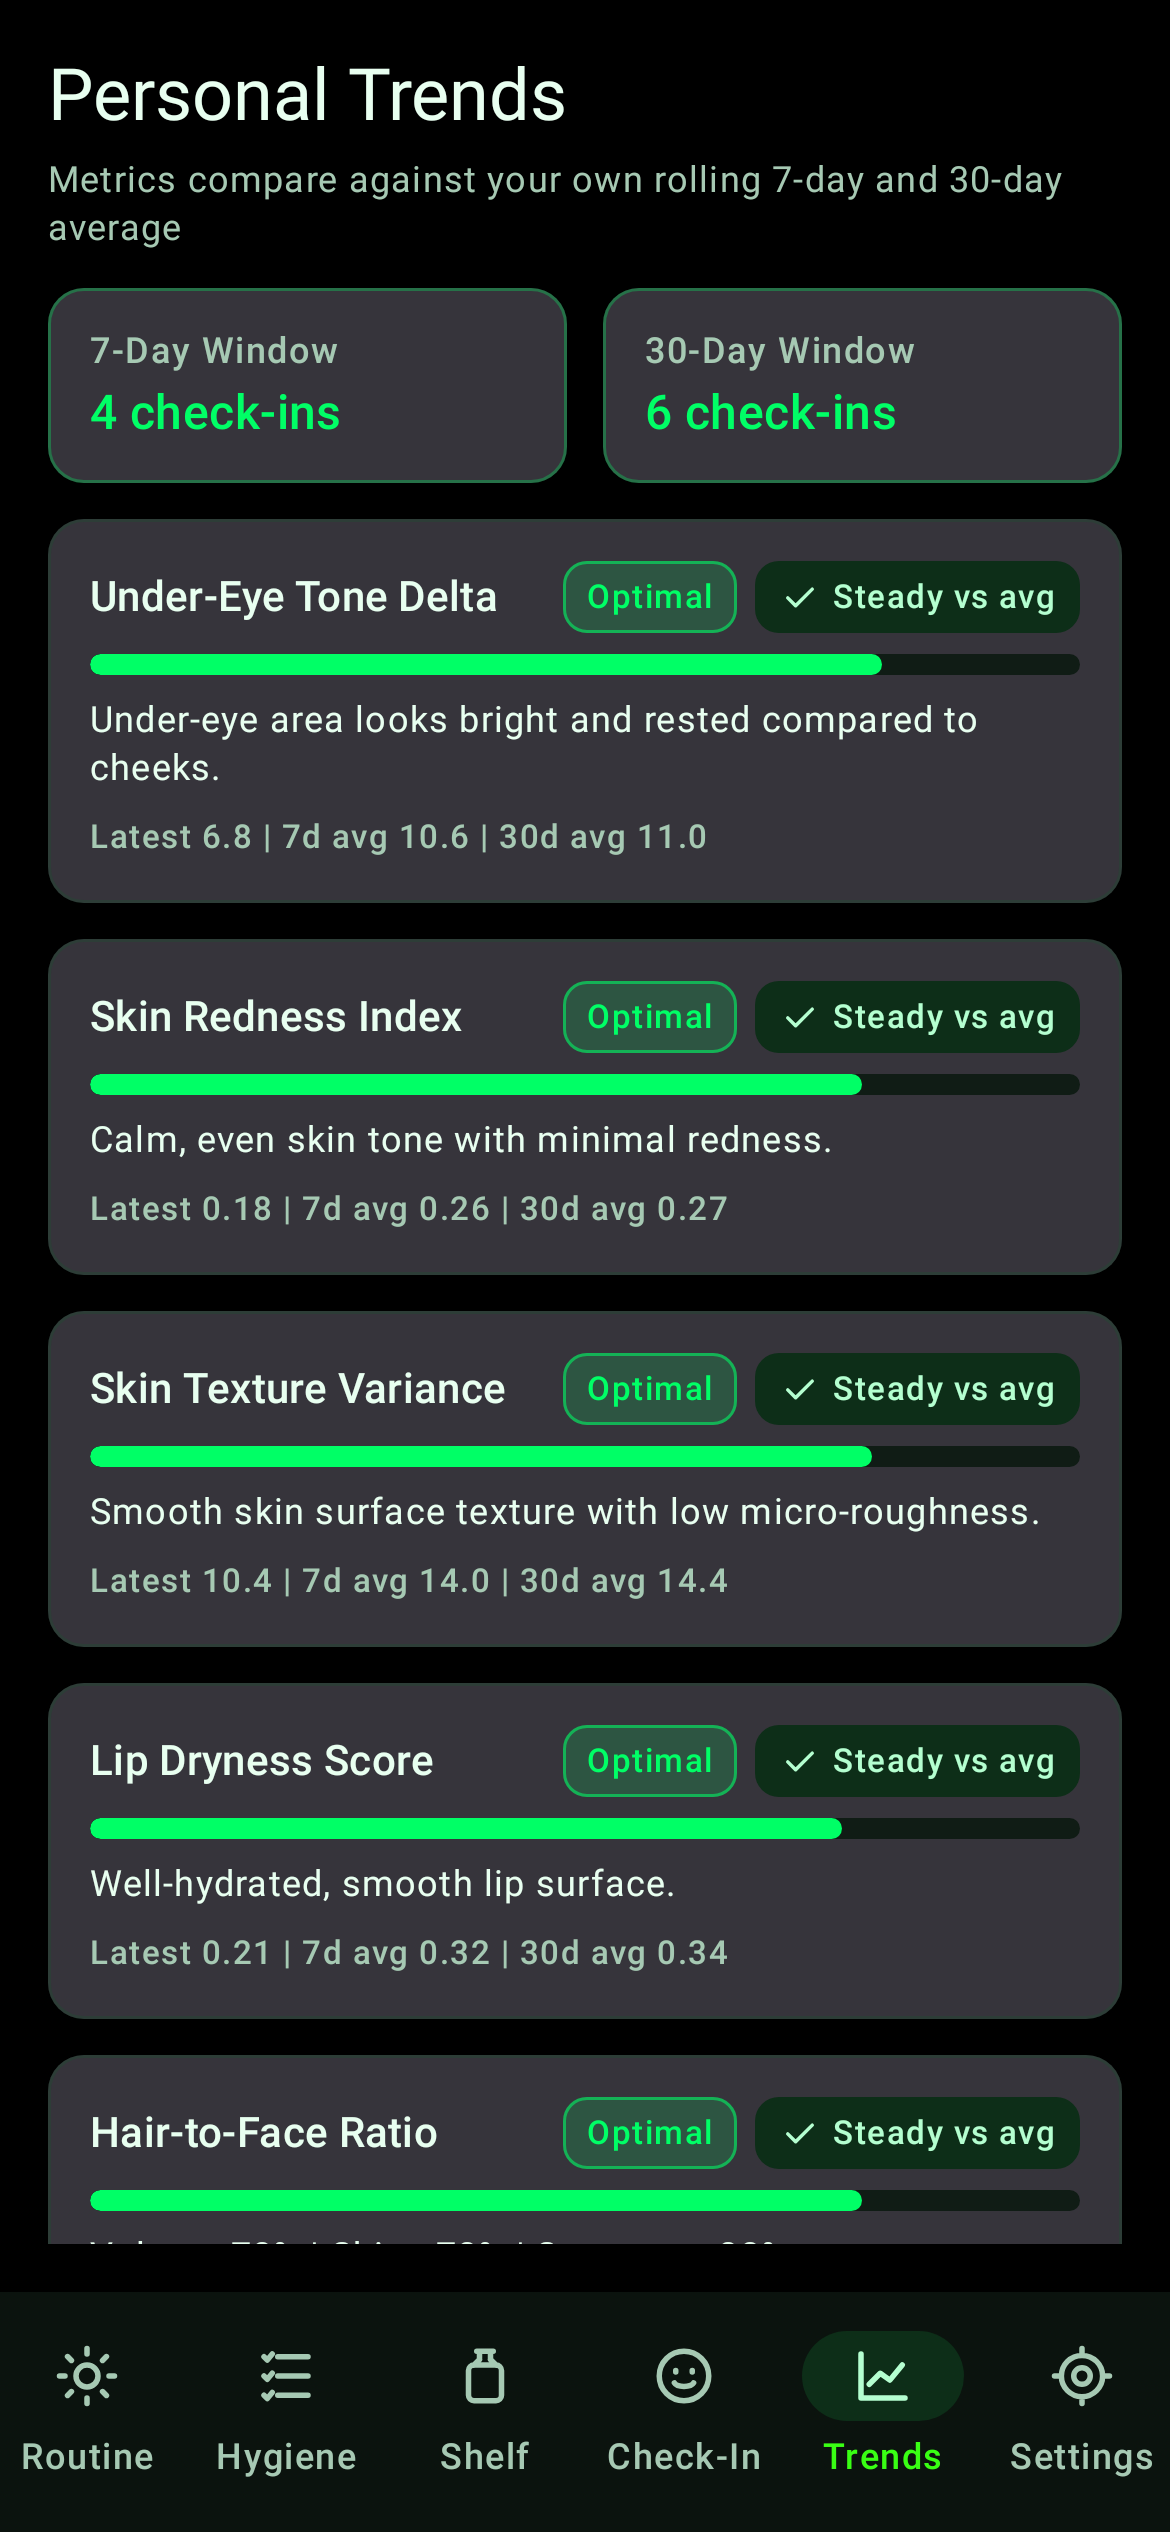 Personal Trends
Metrics compare against your own rolling 7-day and 30-day
average
7-Day Window
4 check-ins
30-Day Window
6 check-ins
Under-Eye Tone Delta
Optimal
Steady vs avg
Under-eye area looks bright and rested compared to
cheeks.
Latest 6.8 | 7d avg 10.6 | 30d avg 11.0
Skin Redness Index
Optimal
Steady vs avg
Calm, even skin tone with minimal redness.
Latest 0.18 | 7d avg 0.26 | 30d avg 0.27
Skin Texture Variance
Optimal
Steady vs avg
Smooth skin surface texture with low micro-roughness.
Latest 10.4 | 7d avg 14.0 | 30d avg 14.4
Lip Dryness Score
Optimal
Steady vs avg
Well-hydrated, smooth lip surface.
Latest 0.21 | 7d avg 0.32 | 30d avg 0.34
Hair-to-Face Ratio
Optimal
Steady vs avg
Routine
Hygiene
Shelf
Check-In
Trends
Settings